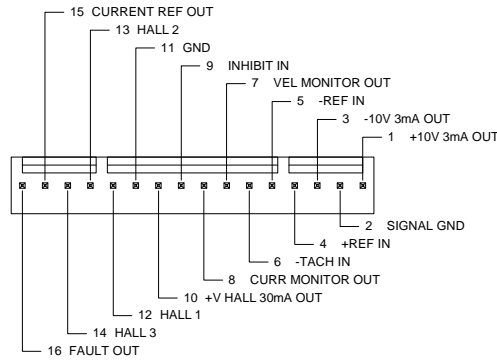 15 CURRENT REF OUT
13 HALL 2
11 GND
9 INHIBIT IN
7 VEL MONITOR OUT
5 -REF IN
3 -10V 3mA OUT
1 +10V 3mA OUT
2 SIGNAL GND
4 +REF IN
6 -TACH IN
8 CURR MONITOR OUT
10 +V HALL 30mA OUT
12 HALL 1
14 HALL 3
16 FAULT OUT